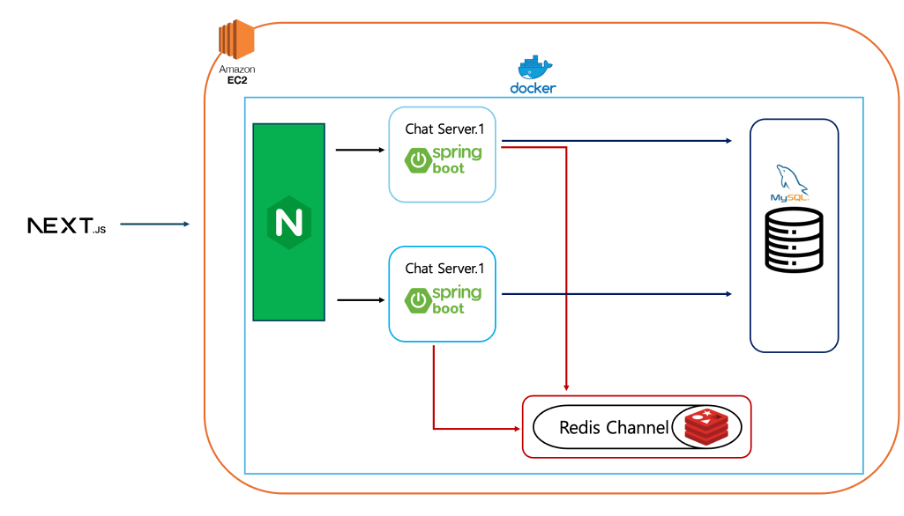 Amazon
EC2
docker
Chat Server.1
spring
boot
N
MySQL
NEXT.JS
Chat Server.1
spring
boot
Redis Channel